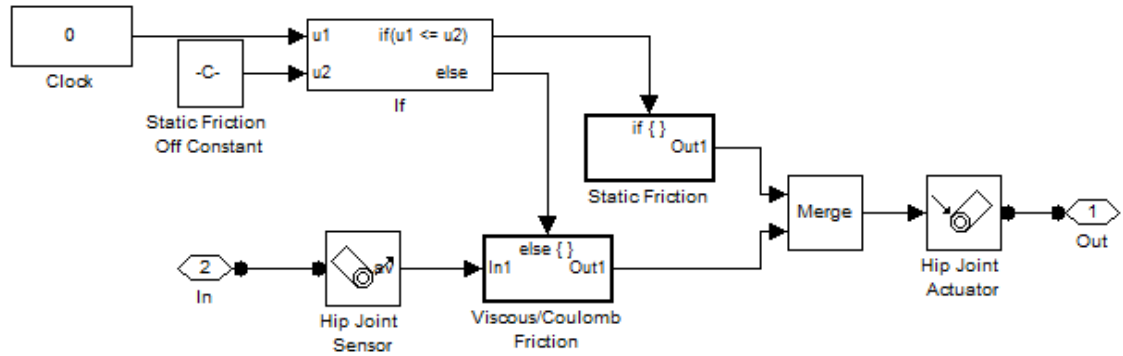 0
Clock
-C-
Static Friction
Off Constant
u1
if(u1 <= u2)
u2
else
If
if { }
Out1
Static Friction
Merge
Hip Joint
Actuator
1
Out
2
In
av
Hip Joint
Sensor
else { }
In1
Out1
Viscous/Coulomb
Friction